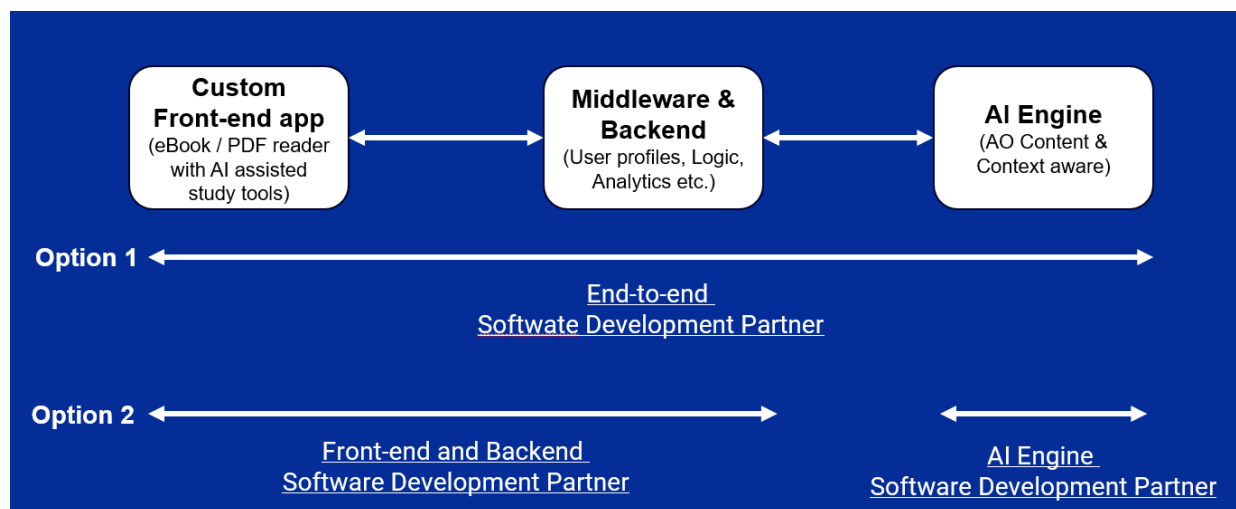 Custom
Front-end app
(eBook / PDF reader
with AI assisted
study tools)
Middleware &
Backend
(User profiles, Logic,
Analytics etc.)
AI Engine
(AO Content &
Context aware)
Option 1
End-to-end
Softwate Development Partner
Option 2
Front-end and Backend
Software Development Partner
AI Engine
Software Development Partner